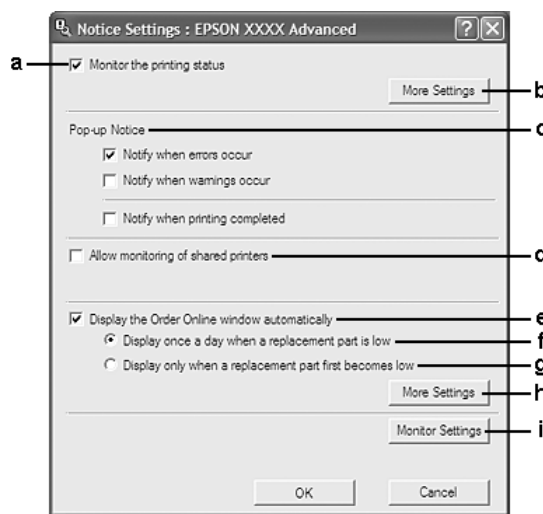 Notice Settings : EPSON XXXX Advanced
a
Monitor the printing status
More Settings
b
Pop-up Notice
c
Notify when errors occur
Notify when warnings occur
Notify when printing completed
Allow monitoring of shared printers
d
Display the Order Online window automatically
e
Display once a day when a replacement part is low
f
Display only when a replacement part first becomes low
g
More Settings
h
Monitor Settings
i
OK
Cancel